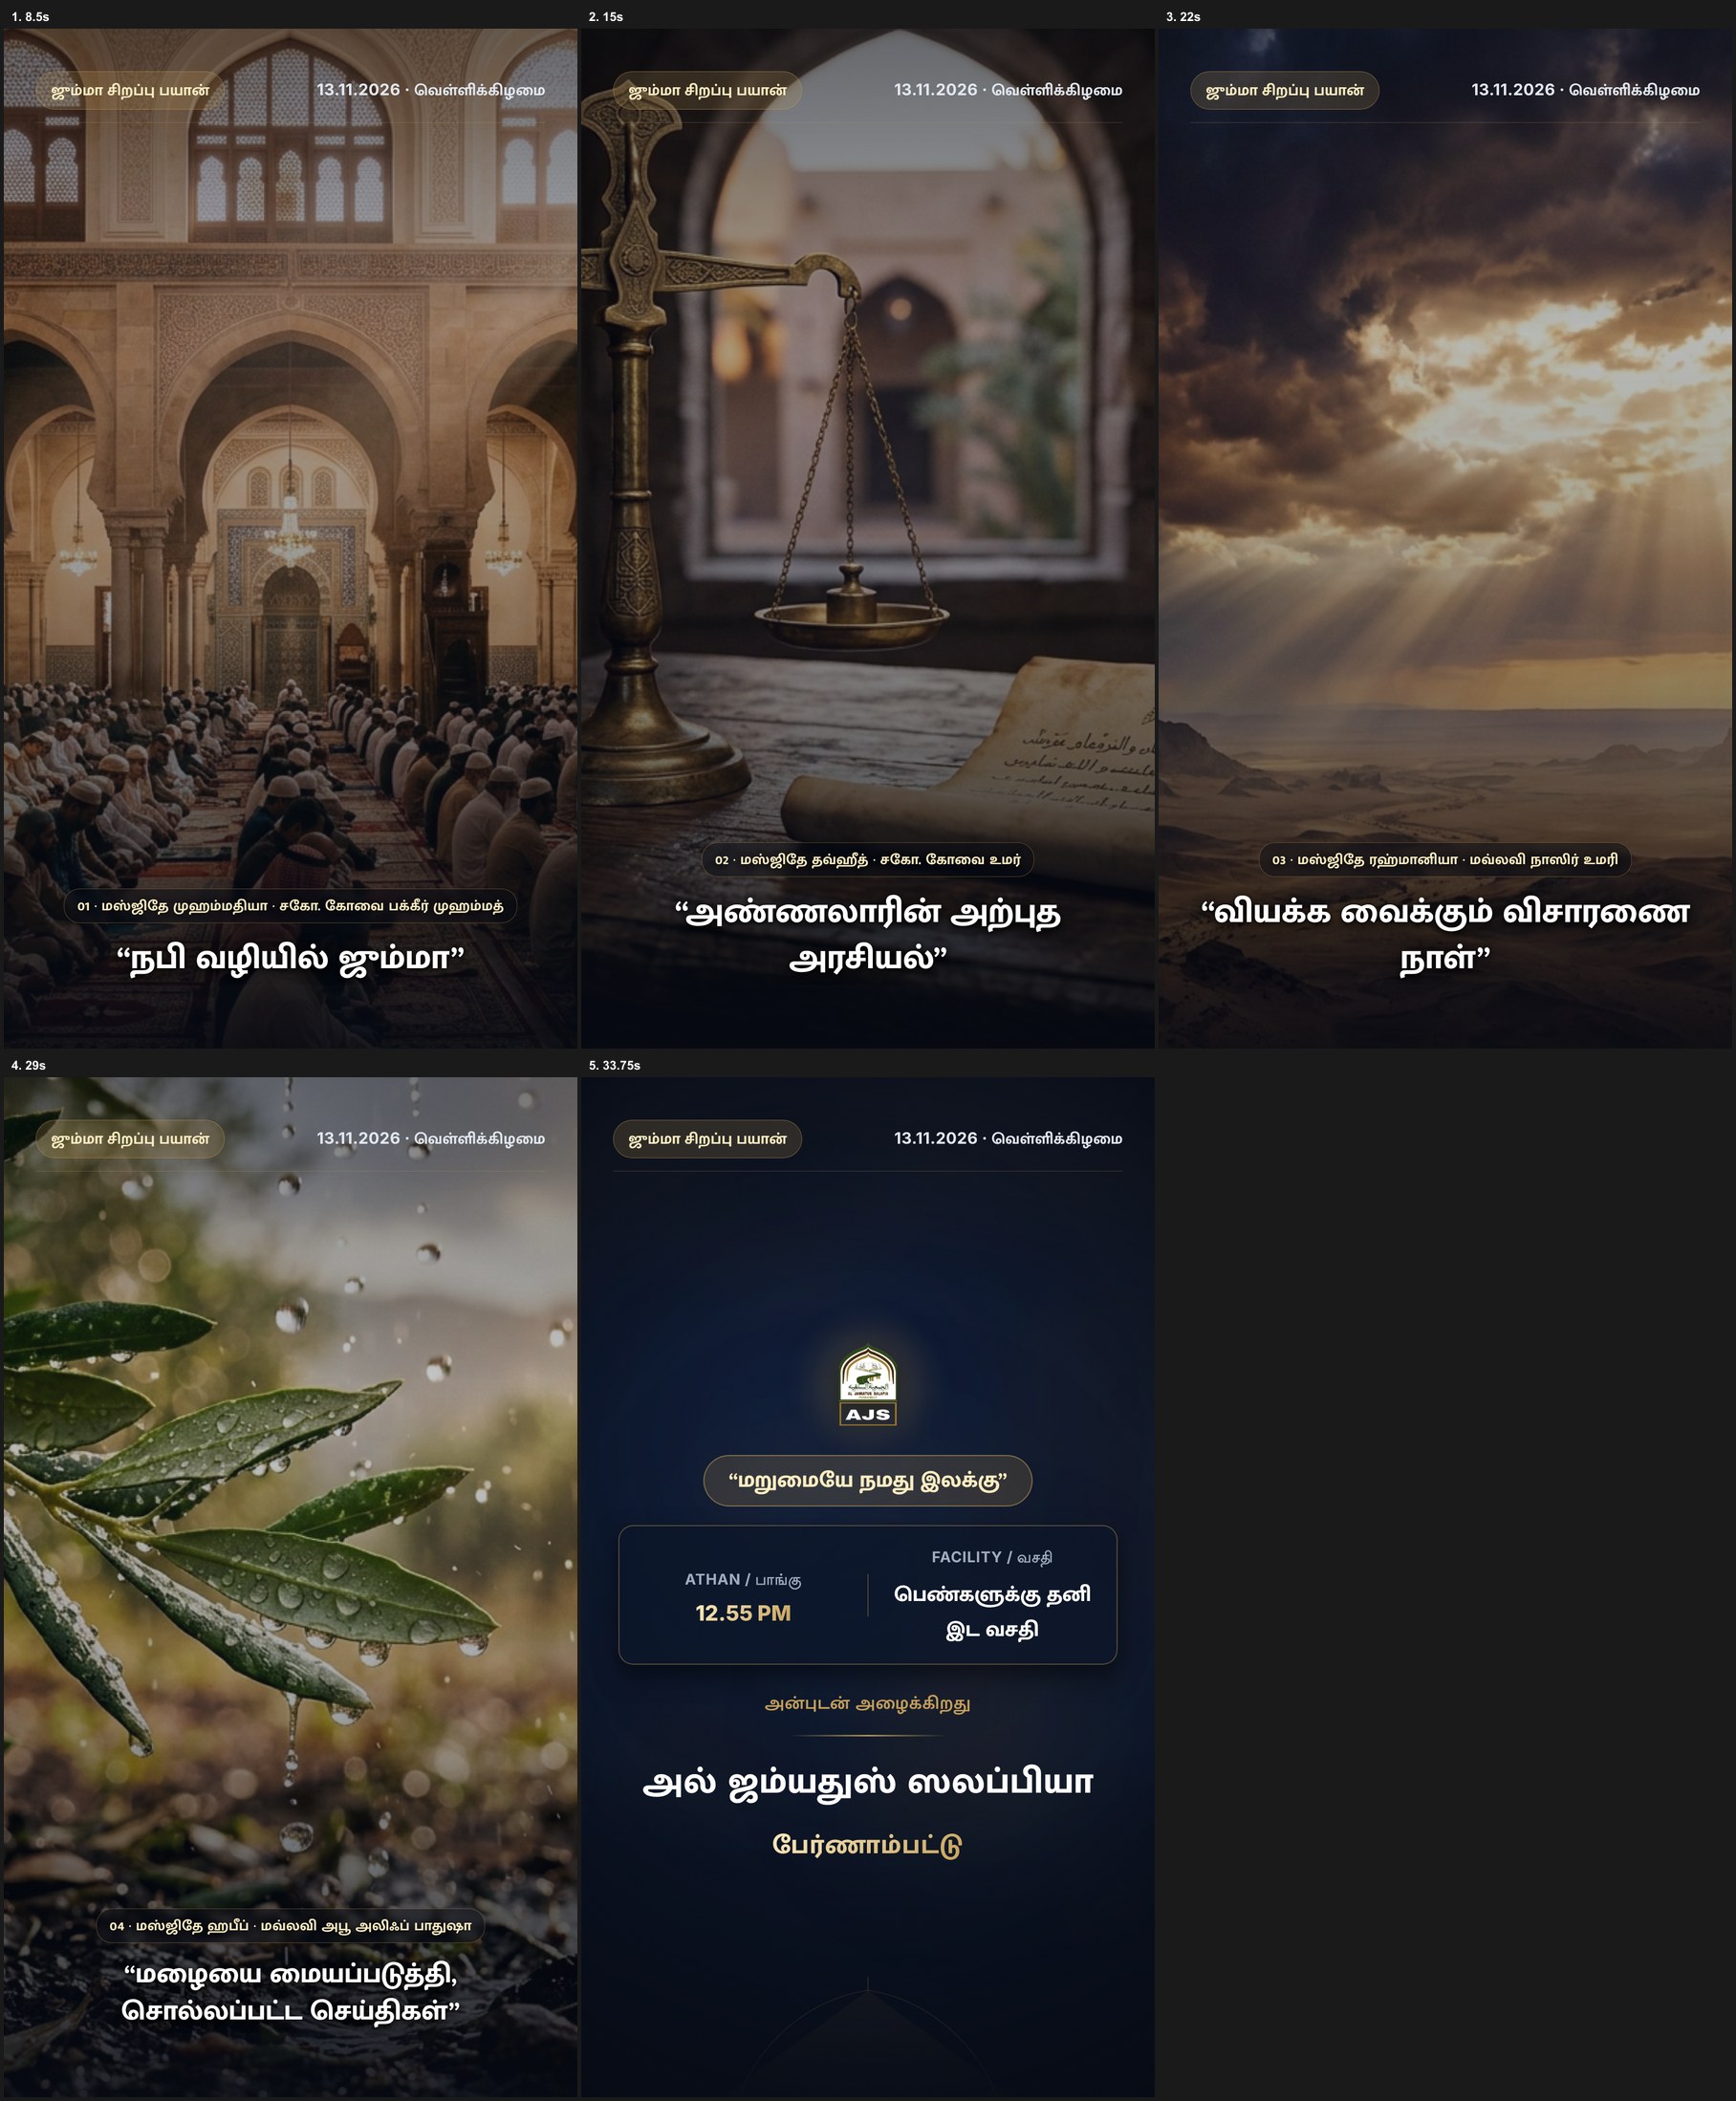 1. 8.5s
ஜும்மா சிறப்பு பயான்
13.11.2026 · வெள்ளிக்கிழமை
01 · மஸ்ஜிதே முஹம்மதியா · சகோ. கோவை பக்கீர் முஹம்மத்
“நபி வழியில் ஜும்மா”
2. 15s
ஜும்மா சிறப்பு பயான்
13.11.2026 · வெள்ளிக்கிழமை
02 · மஸ்ஜிதே தவ்ஹீத் · சகோ. கோவை உமர்
“அண்ணலாரின் அற்புத
அரசியல்”
3. 22s
ஜும்மா சிறப்பு பயான்
13.11.2026 · வெள்ளிக்கிழமை
03 · மஸ்ஜிதே ரஹ்மானியா · மவ்லவி நாஸிர் உமரி
“வியக்க வைக்கும் விசாரணை
நாள்”
4. 29s
ஜும்மா சிறப்பு பயான்
13.11.2026 · வெள்ளிக்கிழமை
04 · மஸ்ஜிதே ஹபீப் · மவ்லவி அபூ அலிஃப் பாதுஷா
“மழையை மையப்படுத்தி,
சொல்லப்பட்ட செய்திகள்”
5. 33.75s
ஜும்மா சிறப்பு பயான்
13.11.2026 · வெள்ளிக்கிழமை
AJS
“மறுமையே நமது இலக்கு”
ATHAN / பாங்கு
12.55 PM
FACILITY / வசதி
பெண்களுக்கு தனி
இட வசதி
அன்புடன் அழைக்கிறது
அல் ஜம்யதுஸ் ஸலப்பியா
பேர்ணாம்பட்டு